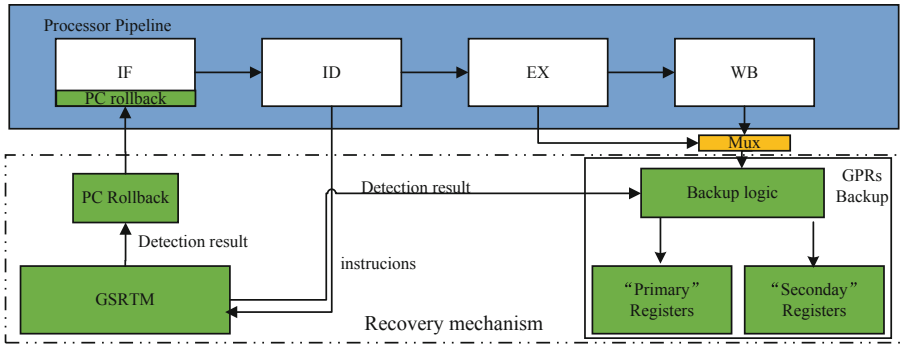 Processor Pipeline
IF
ID
EX
WB
PC rollback
Mux
GPRs
Backup
PC Rollback
Detection result
Backup logic
Detection result
instrucions
GSRTM
“Primary”
Registers
“Seconday”
Registers
Recovery mechanism